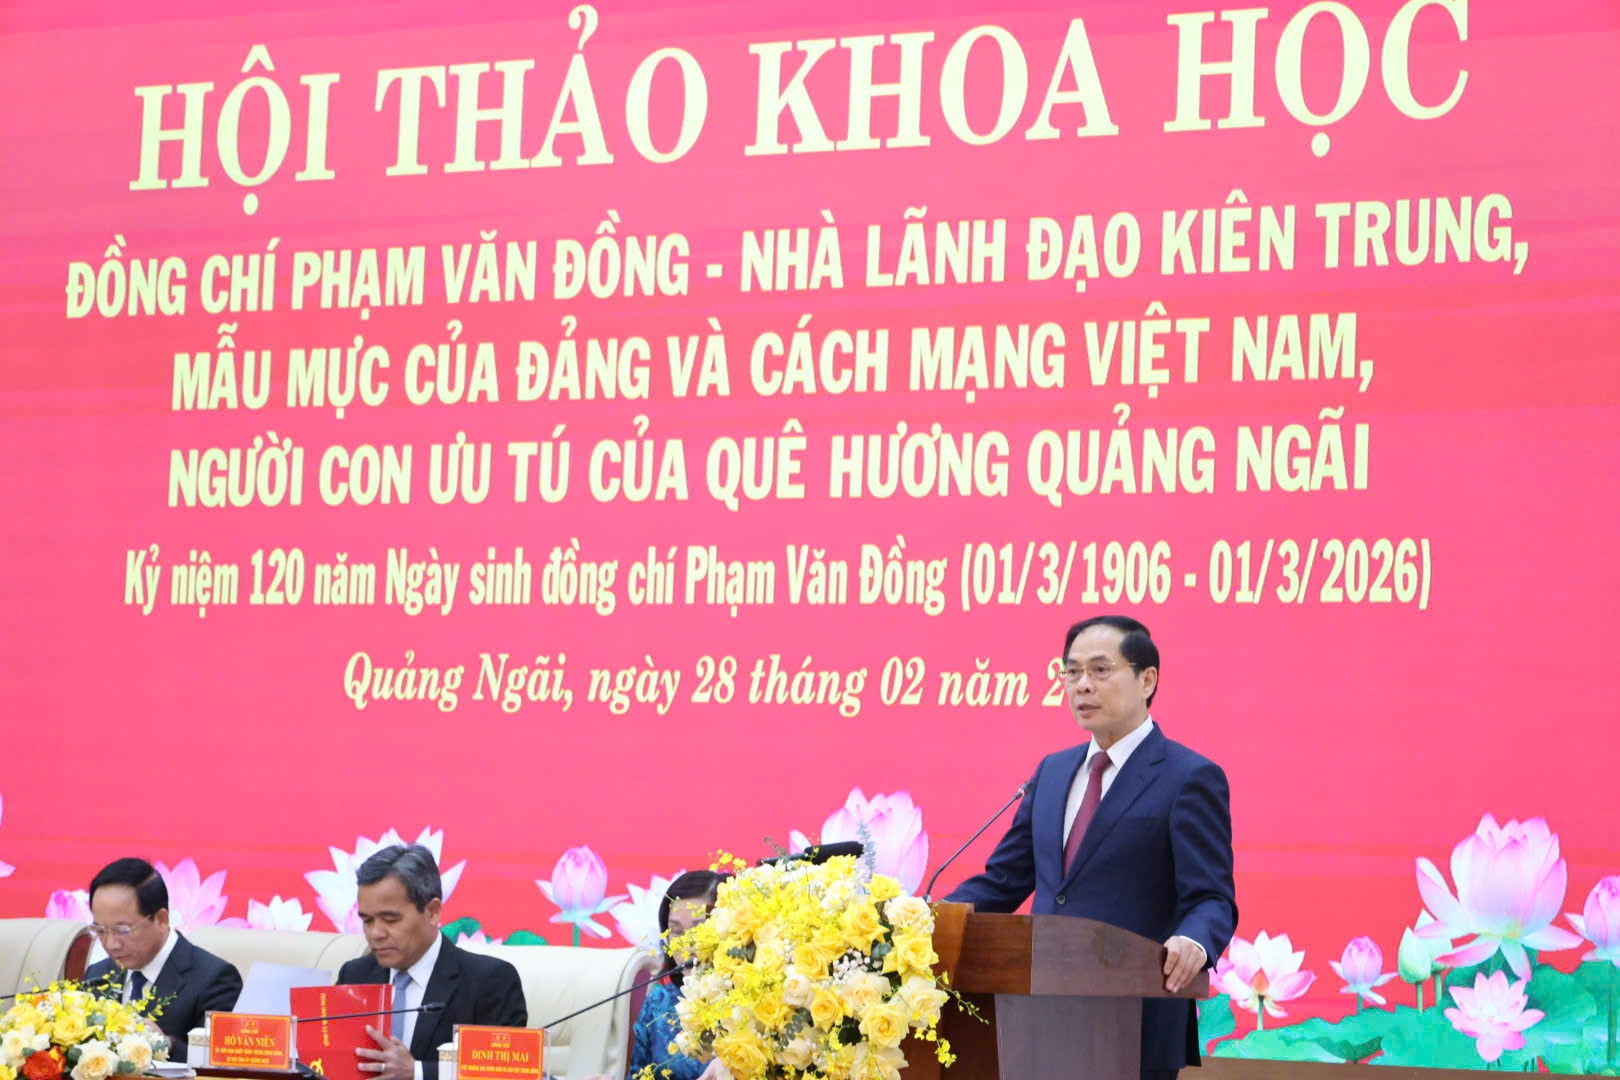 HỘI THẢO KHOA HỌC
ĐỒNG CHÍ PHẠM VĂN ĐỒNG - NHÀ LÃNH ĐẠO KIÊN TRUNG,
MẪU MỰC CỦA ĐẢNG VÀ CÁCH MẠNG VIỆT NAM,
NGƯỜI CON ƯU TÚ CỦA QUÊ HƯƠNG QUẢNG NGÃI
Kỷ niệm 120 năm Ngày sinh đồng chí Phạm Văn Đồng (01/3/1906 - 01/3/2026)
Quảng Ngãi, ngày 28 tháng 02 năm 2
HỒ VĂN NIÊN
ĐINH THỊ MAI